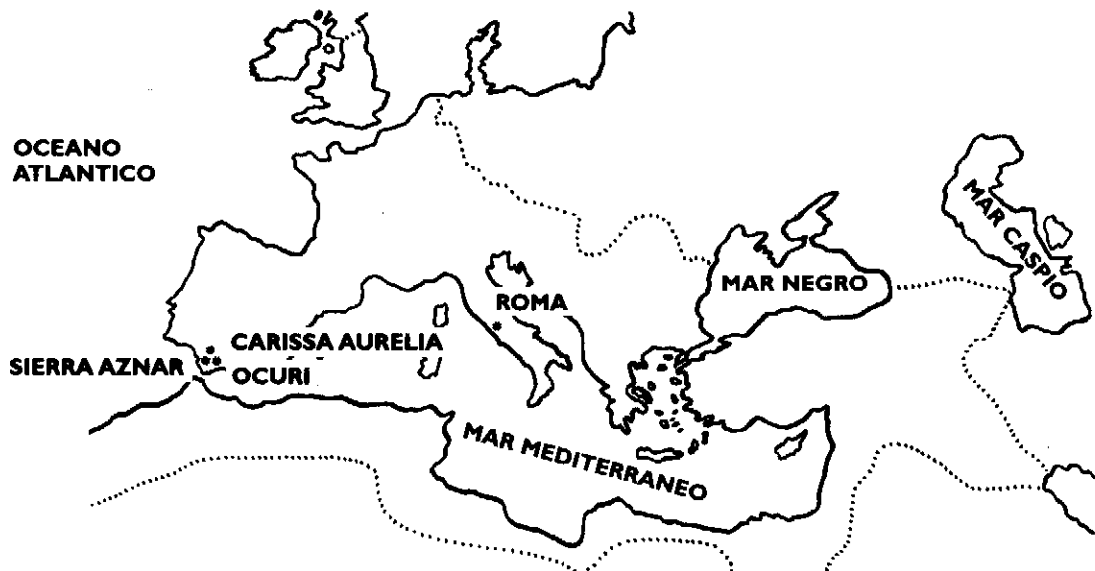 OCEANO
ATLANTICO
MAR CASPIO
MAR NEGRO
ROMA
CARISSA AURELIA
SIERRA AZNAR
OCURI
MAR MEDITERRANEO